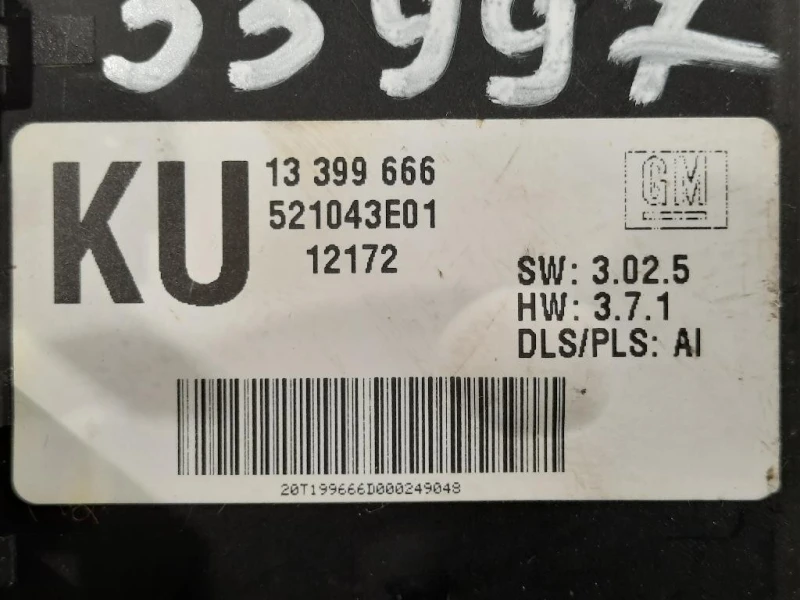 33997
KU
13 399 666
521043E01
12172
GM
SW: 3.02.5
HW: 3.7.1
DLS/PLS: AI
20T199666D000249048